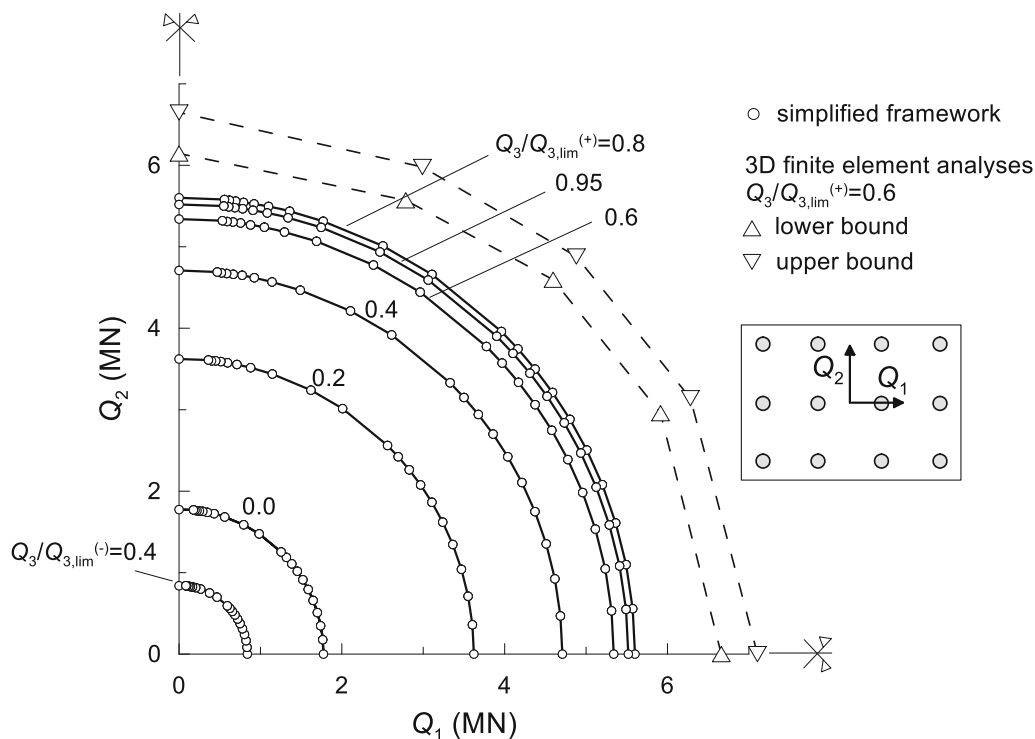 Q₃/Q₃,lim⁽⁺⁾=0.8
0.95
0.6
0.4
0.2
0.0
Q₃/Q₃,lim⁽⁻⁾=0.4
simplified framework
3D finite element analyses
Q₃/Q₃,lim⁽⁺⁾=0.6
lower bound
upper bound
Q₂
Q₁
Q₂ (MN)
6
4
2
0
0
2
4
6
Q₁ (MN)